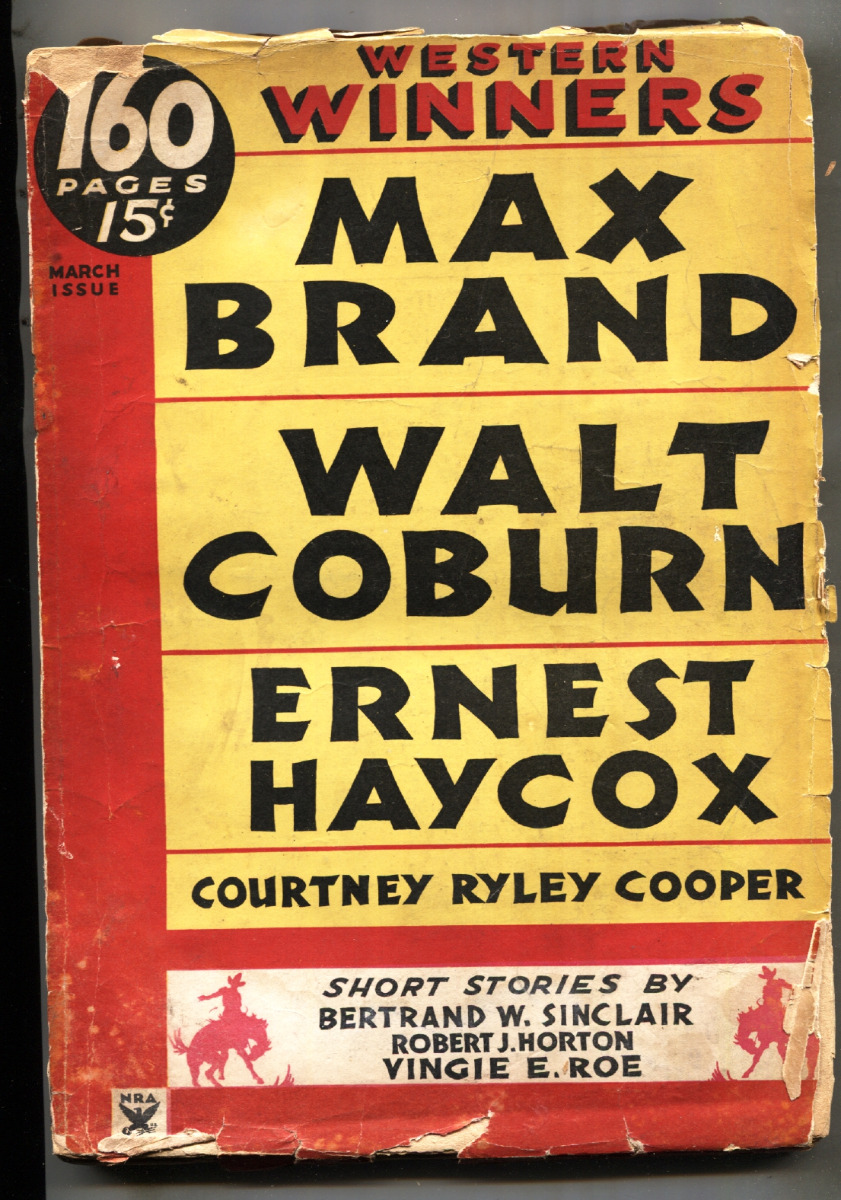 WESTERN
WINNERS
160
PAGES
15¢
MARCH
ISSUE
MAX
BRAND
WALT
COBURN
ERNEST
HAYCOX
COURTNEY RYLEY COOPER
SHORT STORIES BY
BERTRAND W. SINCLAIR
ROBERT J. HORTON
VINGIE E. ROE
NRA